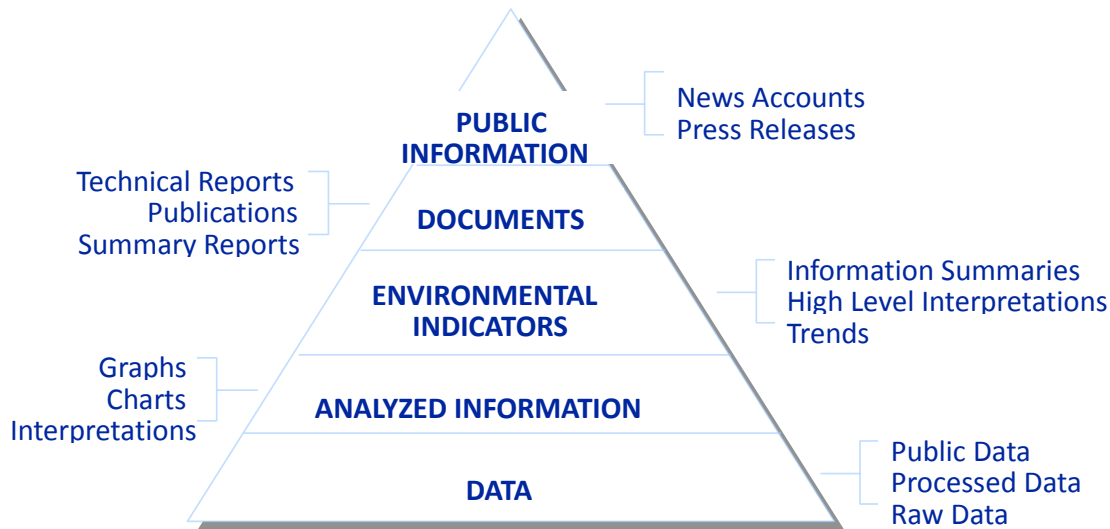 News Accounts
Press Releases
PUBLIC
INFORMATION
Technical Reports
Publications
Summary Reports
DOCUMENTS
Information Summaries
High Level Interpretations
Trends
ENVIRONMENTAL
INDICATORS
Graphs
Charts
Interpretations
ANALYZED INFORMATION
Public Data
Processed Data
Raw Data
DATA